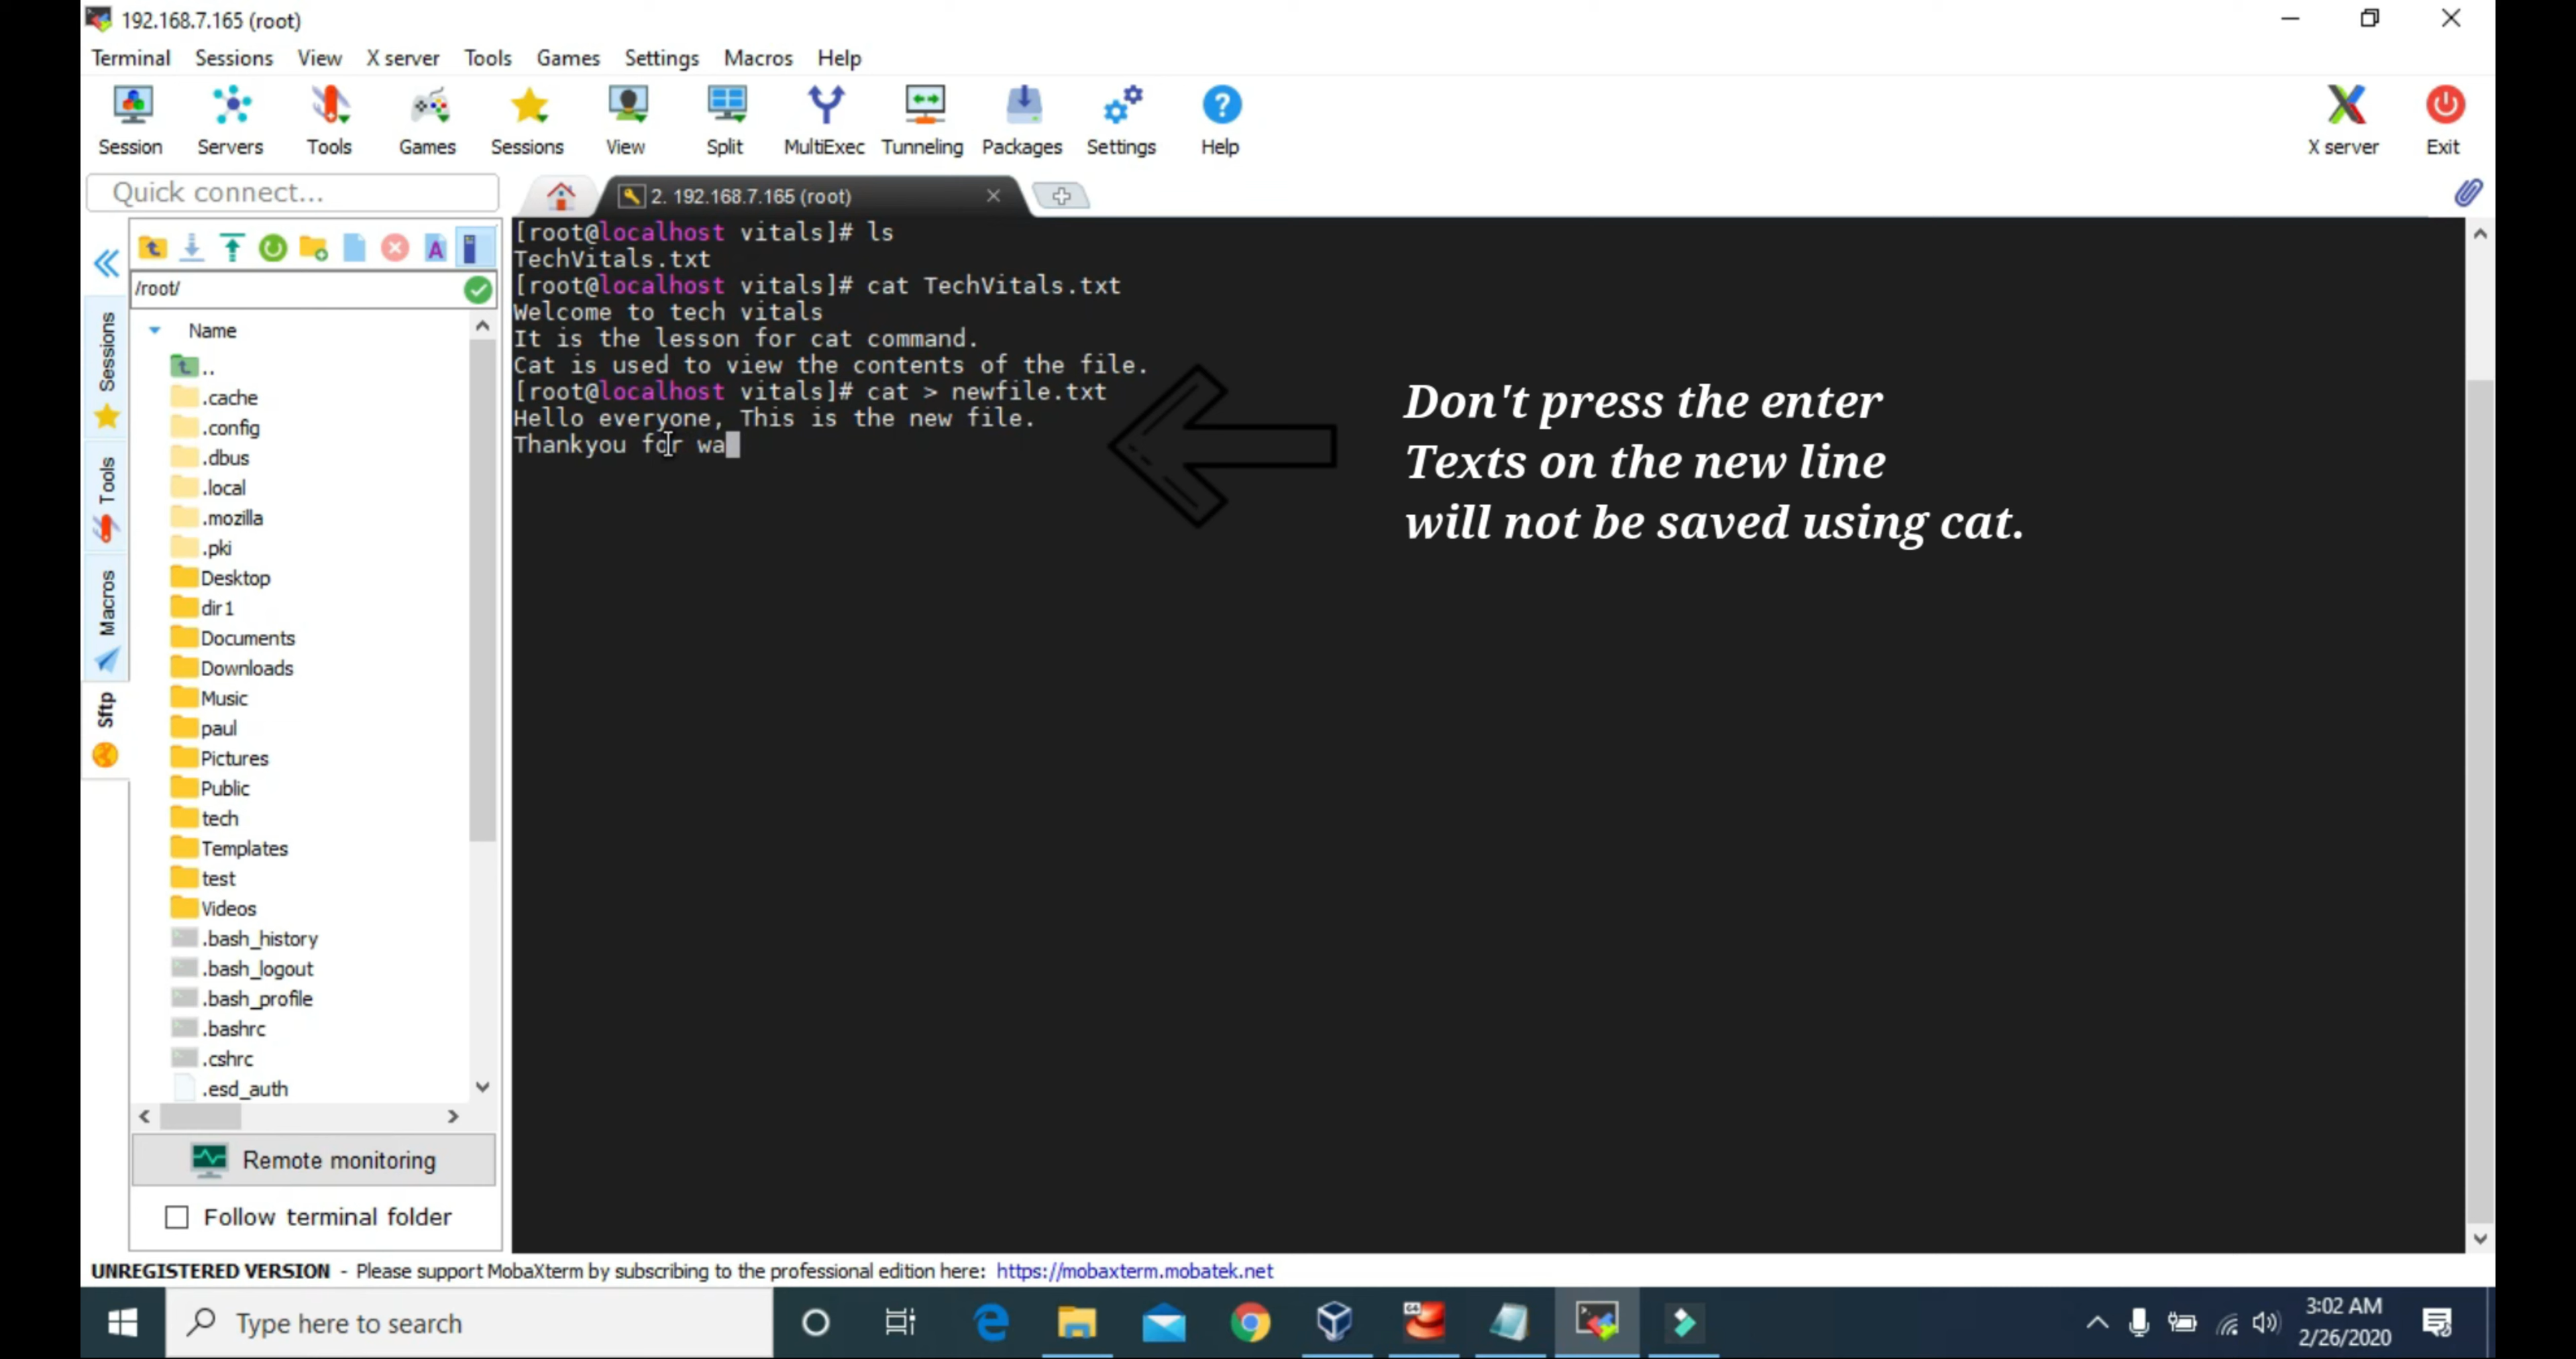 192.168.7.165 (root)
Terminal Sessions View X server Tools Games Settings Macros Help
Session Servers Tools Games Sessions View Split MultiExec Tunneling Packages Settings Help X server Exit
Quick connect...
2. 192.168.7.165 (root)
/root/
Sessions
Tools
Macros
Sftp
Name
..
.cache
.config
.dbus
.local
.mozilla
.pki
Desktop
dir1
Documents
Downloads
Music
paul
Pictures
Public
tech
Templates
test
Videos
.bash_history
.bash_logout
.bash_profile
.bashrc
.cshrc
.esd_auth
Remote monitoring
Follow terminal folder
[root@localhost vitals]# ls
TechVitals.txt
[root@localhost vitals]# cat TechVitals.txt
Welcome to tech vitals
It is the lesson for cat command.
Cat is used to view the contents of the file.
[root@localhost vitals]# cat > newfile.txt
Hello everyone, This is the new file.
Thankyou for wa
Don't press the enter
Texts on the new line
will not be saved using cat.
UNREGISTERED VERSION - Please support MobaXterm by subscribing to the professional edition here: https://mobaxterm.mobatek.net
Type here to search
3:02 AM
2/26/2020